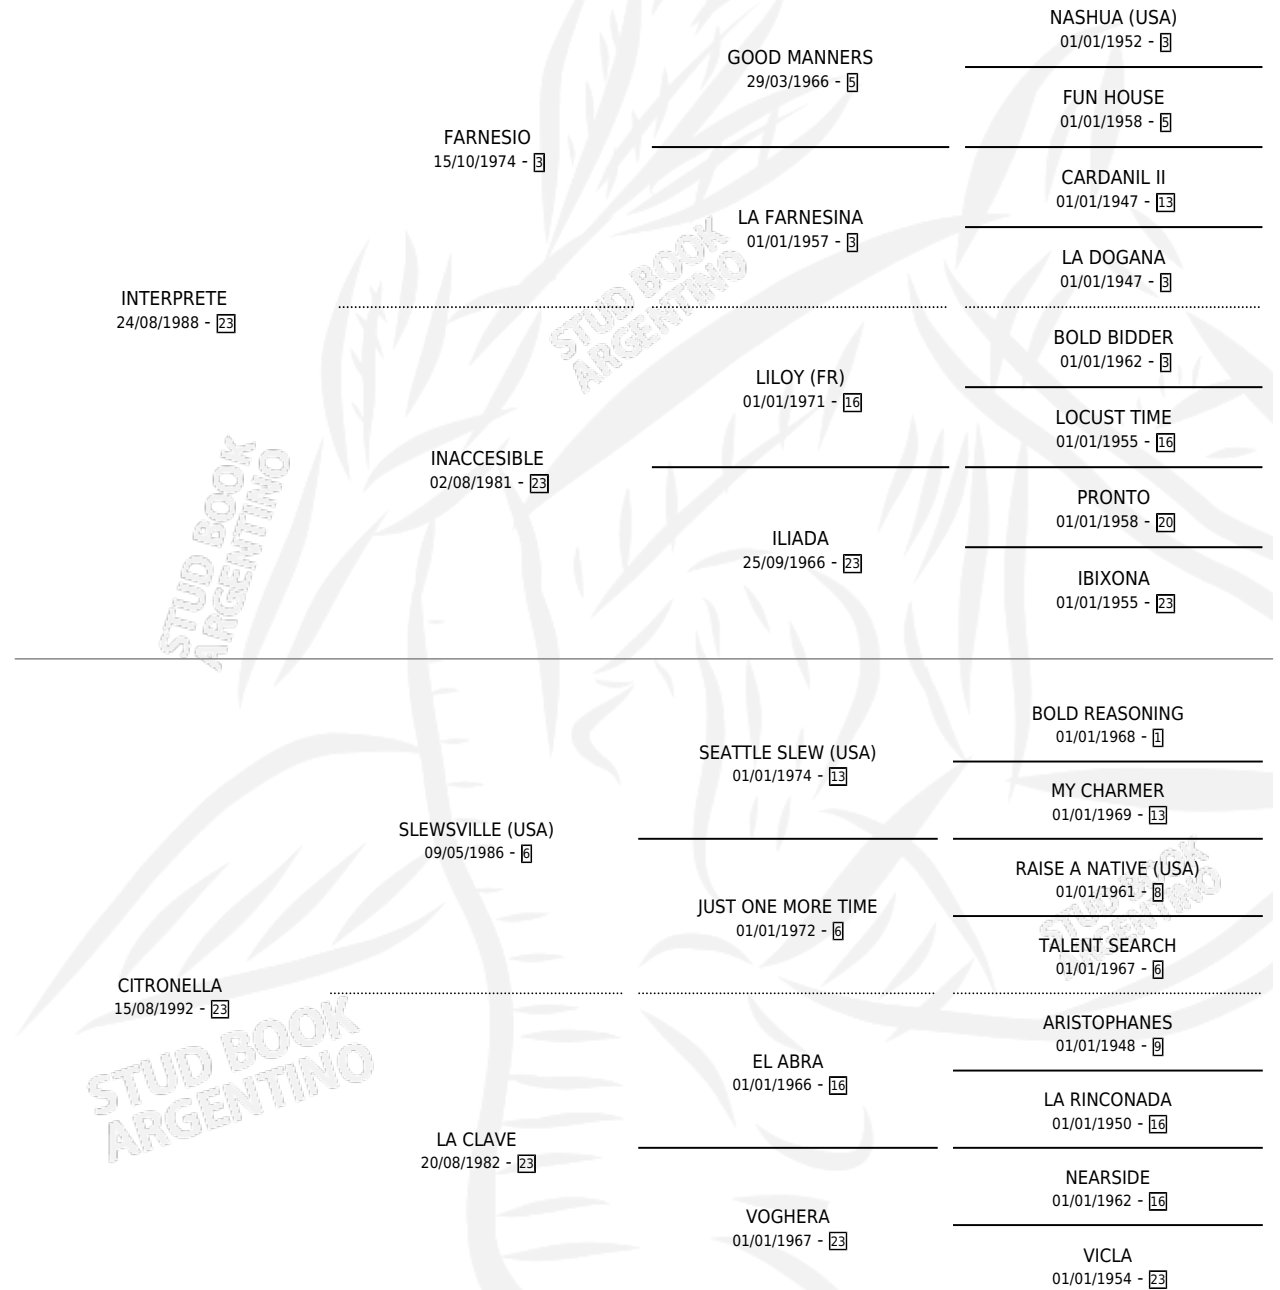 NASHUA (USA)
01/01/1952 - 3
GOOD MANNERS
29/03/1966 - 5
FUN HOUSE
01/01/1958 - 5
FARNESIO
15/10/1974 - 3
CARDANIL II
01/01/1947 - 13
LA FARNESINA
01/01/1957 - 3
LA DOGANA
01/01/1947 - 3
INTERPRETE
24/08/1988 - 23
BOLD BIDDER
01/01/1962 - 3
LILOY (FR)
01/01/1971 - 16
LOCUST TIME
01/01/1955 - 16
INACCESIBLE
02/08/1981 - 23
PRONTO
01/01/1958 - 20
ILIADA
25/09/1966 - 23
IBIXONA
01/01/1955 - 23
BOLD REASONING
01/01/1968 - 1
SEATTLE SLEW (USA)
01/01/1974 - 13
MY CHARMER
01/01/1969 - 13
SLEWSVILLE (USA)
09/05/1986 - 6
RAISE A NATIVE (USA)
01/01/1961 - 8
JUST ONE MORE TIME
01/01/1972 - 6
TALENT SEARCH
01/01/1967 - 6
CITRONELLA
15/08/1992 - 23
ARISTOPHANES
01/01/1948 - 9
EL ABRA
01/01/1966 - 16
LA RINCONADA
01/01/1950 - 16
LA CLAVE
20/08/1982 - 23
NEARSIDE
01/01/1962 - 16
VOGHERA
01/01/1967 - 23
VICLA
01/01/1954 - 23
STUD BOOK
ARGENTINO
STUD BOOK
ARGENTINO
STUD BOOK
ARGENTINO
STUD BOOK
ARGENTINO